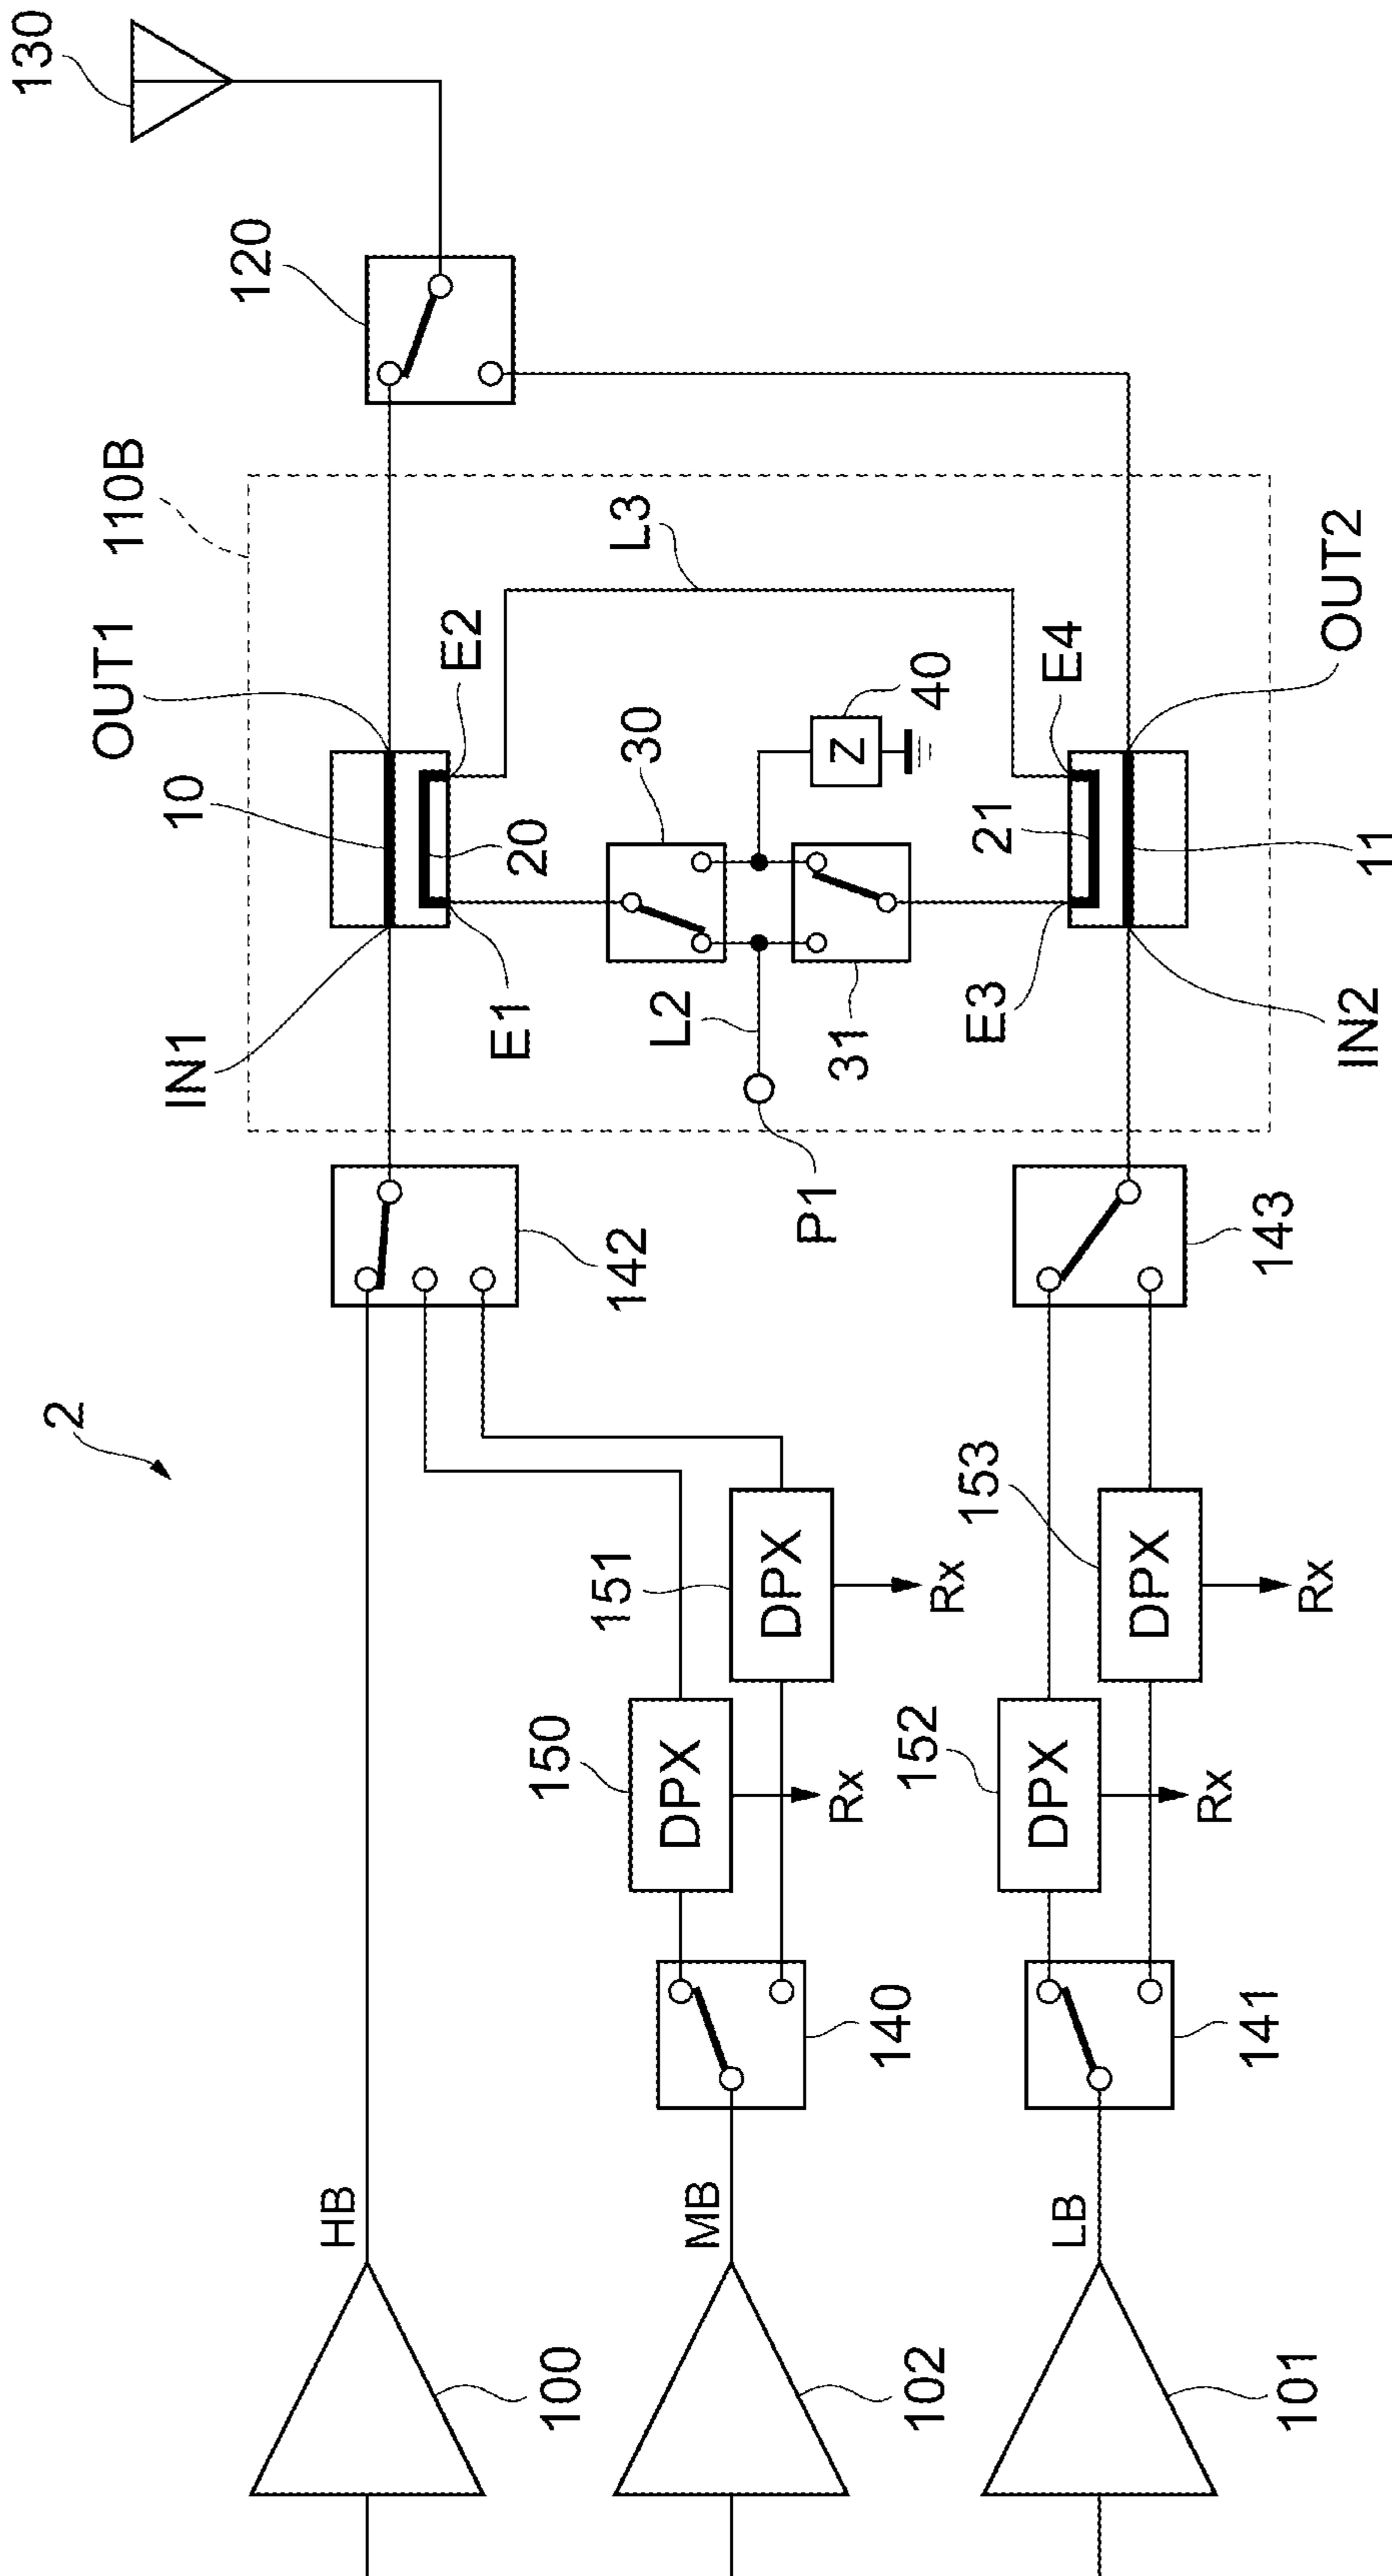 2
130
120
110B
OUT1
10
IN1
E1
20
E2
L3
30
40
Z
L2
31
P1
21
E3
E4
11
OUT2
IN2
142
143
HB
MB
LB
150
DPX
Rx
151
DPX
Rx
152
DPX
Rx
153
DPX
Rx
140
141
100
102
101